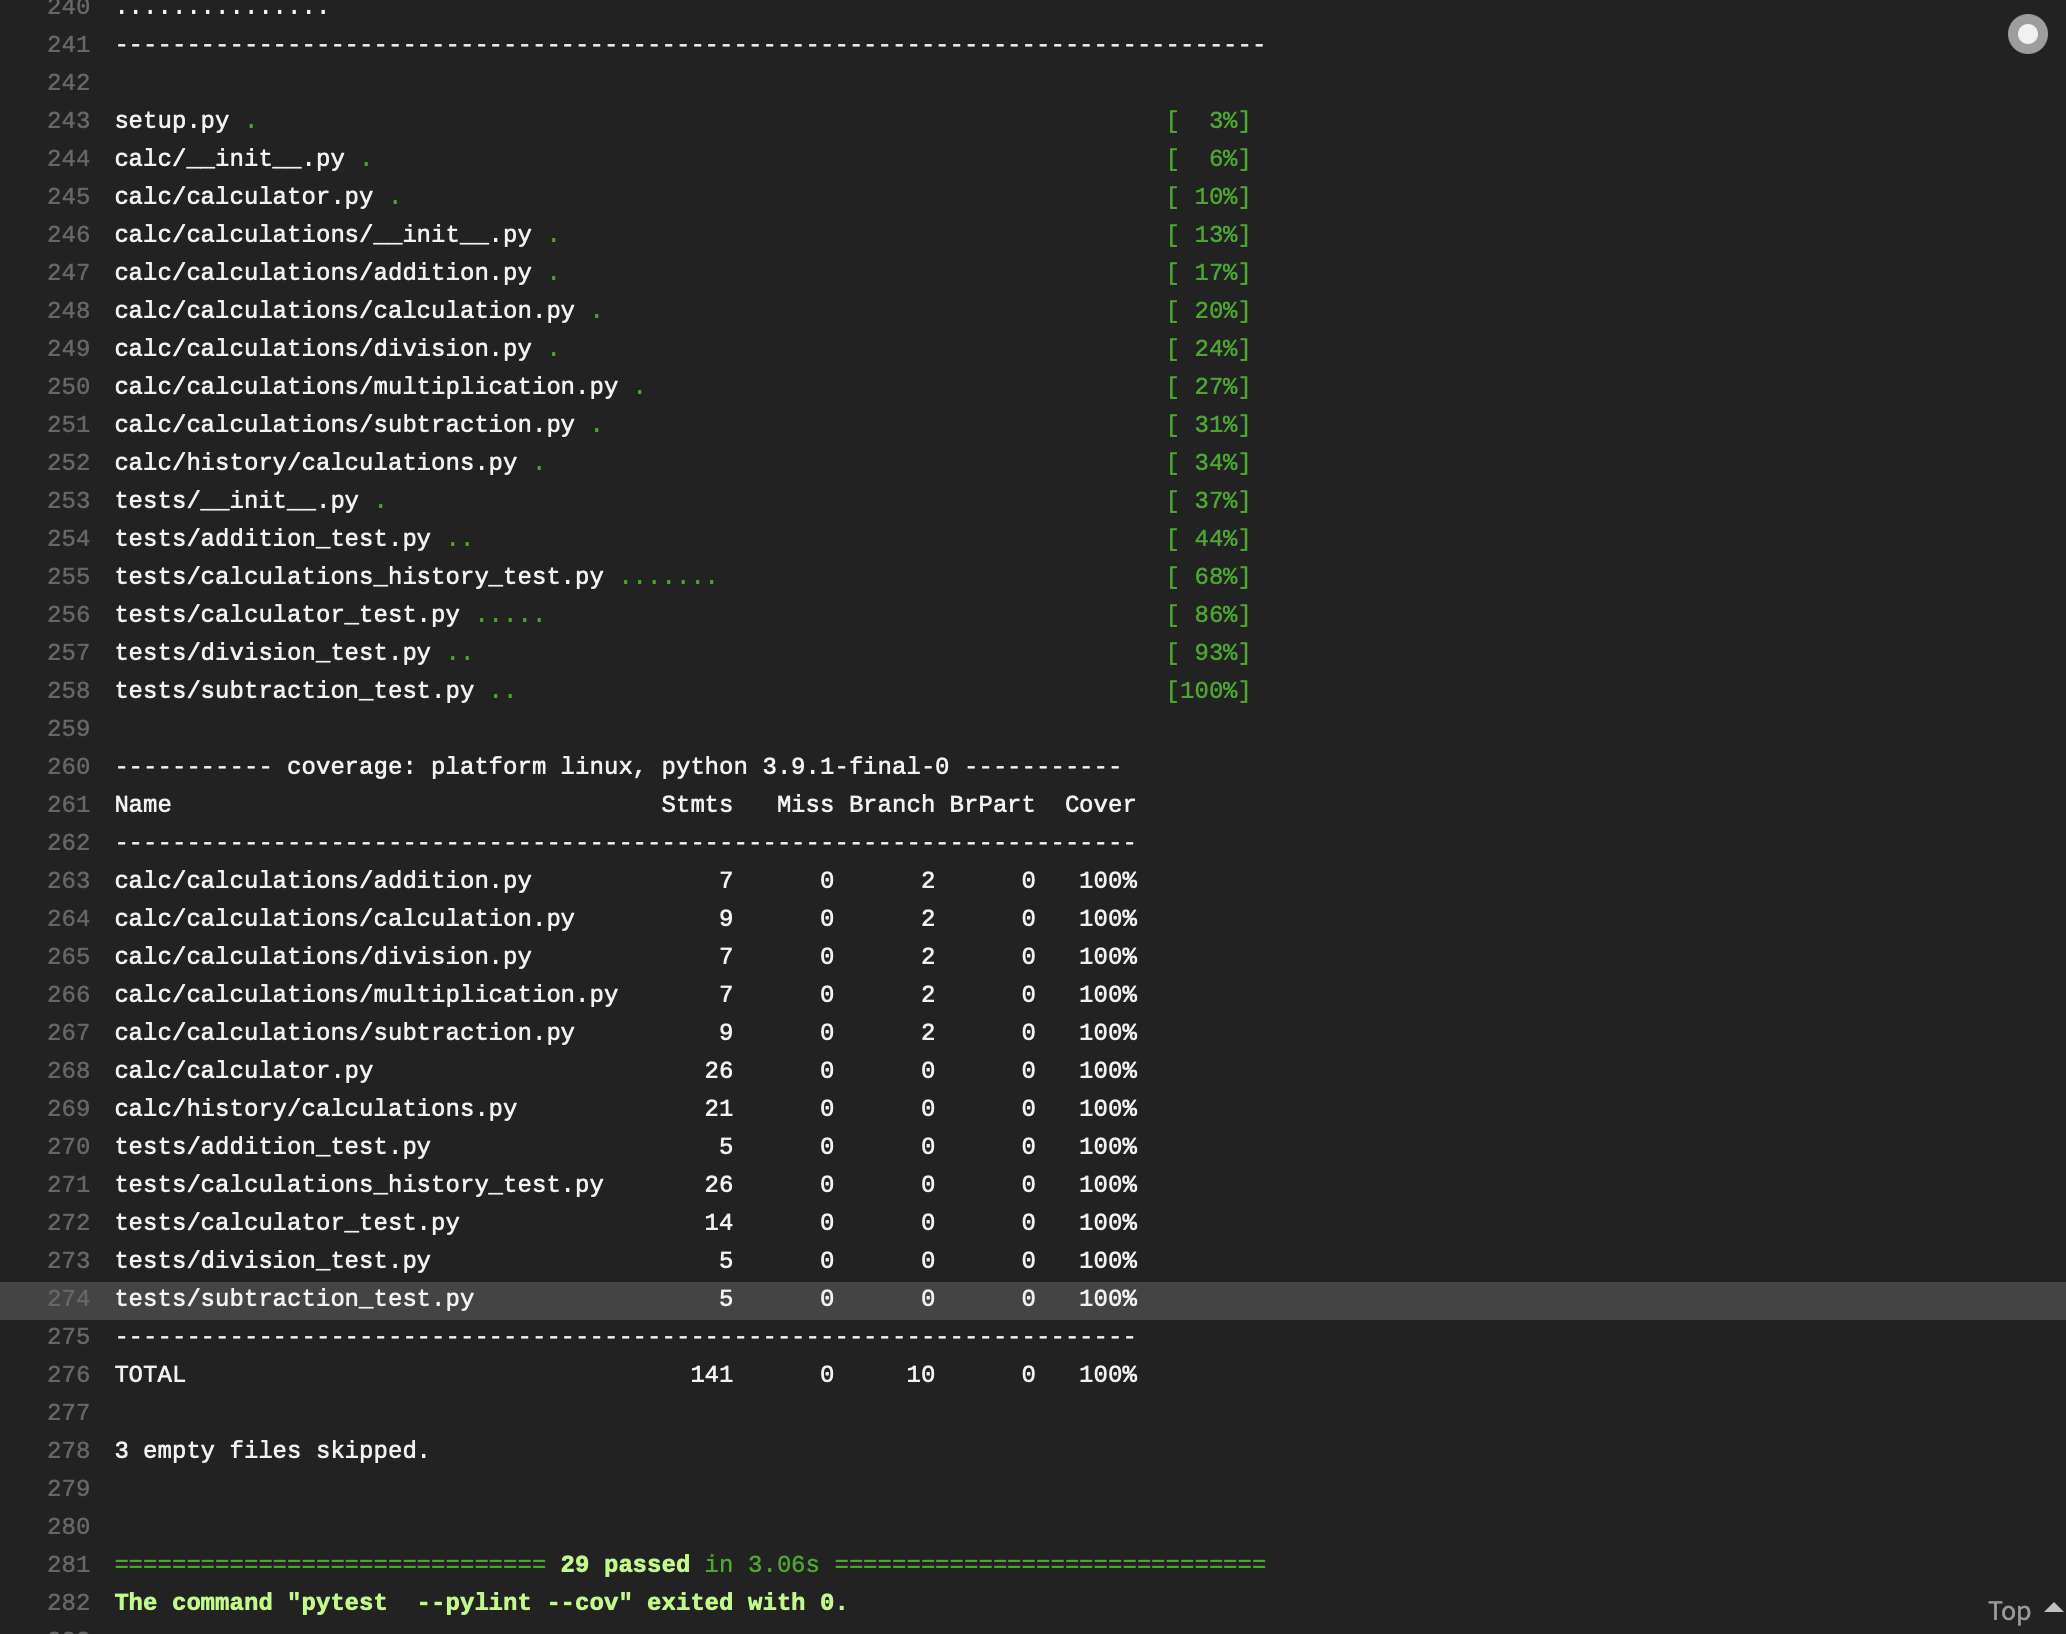 240 ...............
241 --------------------------------------------------------------------------------
242
243 setup.py . [  3%]
244 calc/__init__.py . [  6%]
245 calc/calculator.py . [ 10%]
246 calc/calculations/__init__.py . [ 13%]
247 calc/calculations/addition.py . [ 17%]
248 calc/calculations/calculation.py . [ 20%]
249 calc/calculations/division.py . [ 24%]
250 calc/calculations/multiplication.py . [ 27%]
251 calc/calculations/subtraction.py . [ 31%]
252 calc/history/calculations.py . [ 34%]
253 tests/__init__.py . [ 37%]
254 tests/addition_test.py .. [ 44%]
255 tests/calculations_history_test.py ....... [ 68%]
256 tests/calculator_test.py ..... [ 86%]
257 tests/division_test.py .. [ 93%]
258 tests/subtraction_test.py .. [100%]
259
260 ----------- coverage: platform linux, python 3.9.1-final-0 -----------
261 Name Stmts Miss Branch BrPart Cover
262 -----------------------------------------------------------------------
263 calc/calculations/addition.py 7 0 2 0 100%
264 calc/calculations/calculation.py 9 0 2 0 100%
265 calc/calculations/division.py 7 0 2 0 100%
266 calc/calculations/multiplication.py 7 0 2 0 100%
267 calc/calculations/subtraction.py 9 0 2 0 100%
268 calc/calculator.py 26 0 0 0 100%
269 calc/history/calculations.py 21 0 0 0 100%
270 tests/addition_test.py 5 0 0 0 100%
271 tests/calculations_history_test.py 26 0 0 0 100%
272 tests/calculator_test.py 14 0 0 0 100%
273 tests/division_test.py 5 0 0 0 100%
274 tests/subtraction_test.py 5 0 0 0 100%
275 -----------------------------------------------------------------------
276 TOTAL 141 0 10 0 100%
277
278 3 empty files skipped.
279
280
281 ============================== 29 passed in 3.06s ==============================
282 The command "pytest  --pylint --cov" exited with 0.
Top